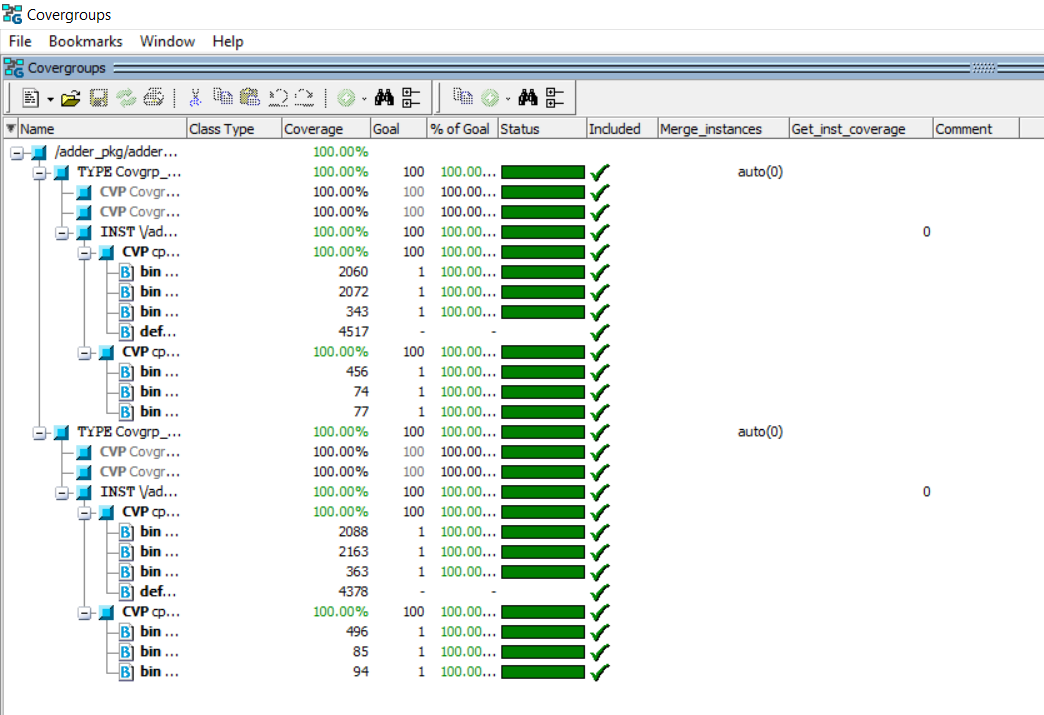 Covergroups
File Bookmarks Window Help
Covergroups
Name Class Type Coverage Goal % of Goal Status Included Merge_instances Get_inst_coverage Comment
/adder_pkg/adder... 100.00%
TYPE Covgrp_... 100.00% 100 100.00... auto(0)
CVP Covgr... 100.00% 100 100.00...
CVP Covgr... 100.00% 100 100.00...
INST \/ad... 100.00% 100 100.00... 0
CVP cp... 100.00% 100 100.00...
B bin ... 2060 1 100.00...
B bin ... 2072 1 100.00...
B bin ... 343 1 100.00...
B def... 4517 - -
CVP cp... 100.00% 100 100.00...
B bin ... 456 1 100.00...
B bin ... 74 1 100.00...
B bin ... 77 1 100.00...
TYPE Covgrp_... 100.00% 100 100.00... auto(0)
CVP Covgr... 100.00% 100 100.00...
CVP Covgr... 100.00% 100 100.00...
INST \/ad... 100.00% 100 100.00... 0
CVP cp... 100.00% 100 100.00...
B bin ... 2088 1 100.00...
B bin ... 2163 1 100.00...
B bin ... 363 1 100.00...
B def... 4378 - -
CVP cp... 100.00% 100 100.00...
B bin ... 496 1 100.00...
B bin ... 85 1 100.00...
B bin ... 94 1 100.00...